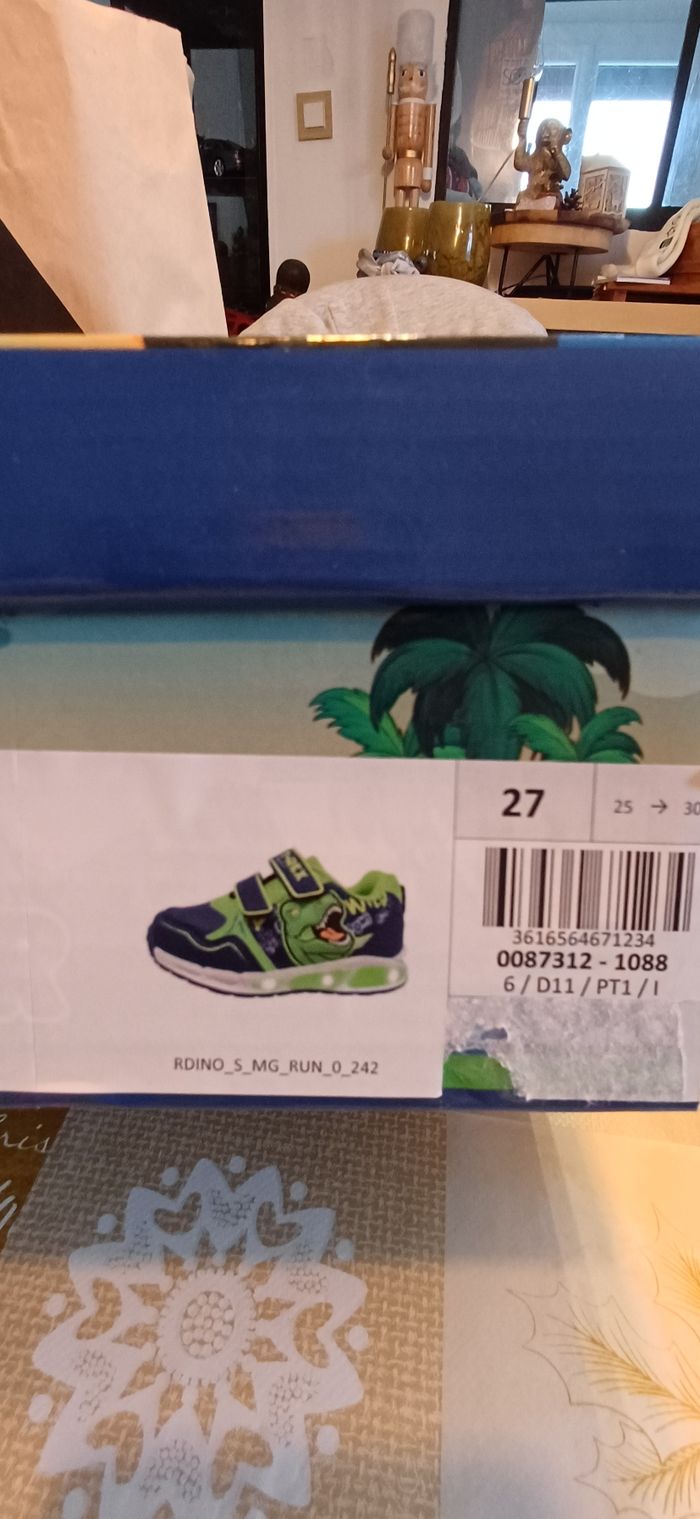 27
25 → 30
3616564671234
0087312 - 1088
6 / D11 / PT1 / I
RDINO_S_MG_RUN_0_242